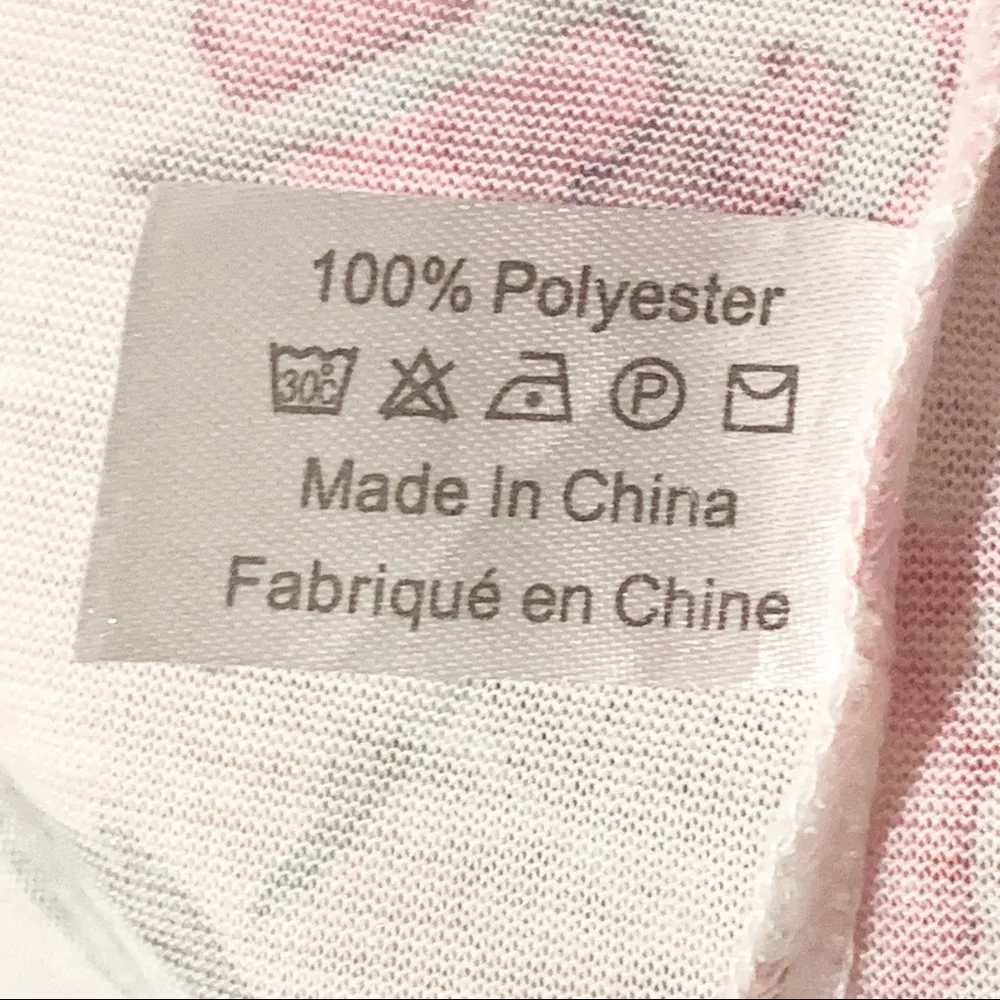 100% Polyester
30°C P
Made In China
Fabriqué en Chine